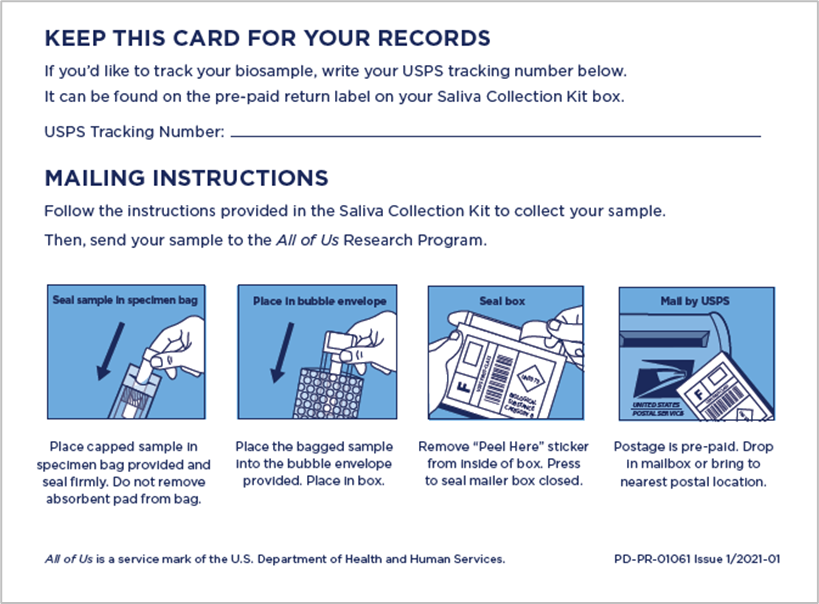 KEEP THIS CARD FOR YOUR RECORDS
If you’d like to track your biosample, write your USPS tracking number below.
It can be found on the pre-paid return label on your Saliva Collection Kit box.
USPS Tracking Number:
MAILING INSTRUCTIONS
Follow the instructions provided in the Saliva Collection Kit to collect your sample.
Then, send your sample to the All of Us Research Program.
Seal sample in specimen bag
Place capped sample in
specimen bag provided and
seal firmly. Do not remove
absorbent pad from bag.
Place in bubble envelope
Place the bagged sample
into the bubble envelope
provided. Place in box.
Seal box
F
BIOLOGICAL
SUBSTANCE
CATEGORY B
Remove “Peel Here” sticker
from inside of box. Press
to seal mailer box closed.
Mail by USPS
UNITED STATES
POSTAL SERVICE
F
Postage is pre-paid. Drop
in mailbox or bring to
nearest postal location.
All of Us is a service mark of the U.S. Department of Health and Human Services.
PD-PR-01061 Issue 1/2021-01